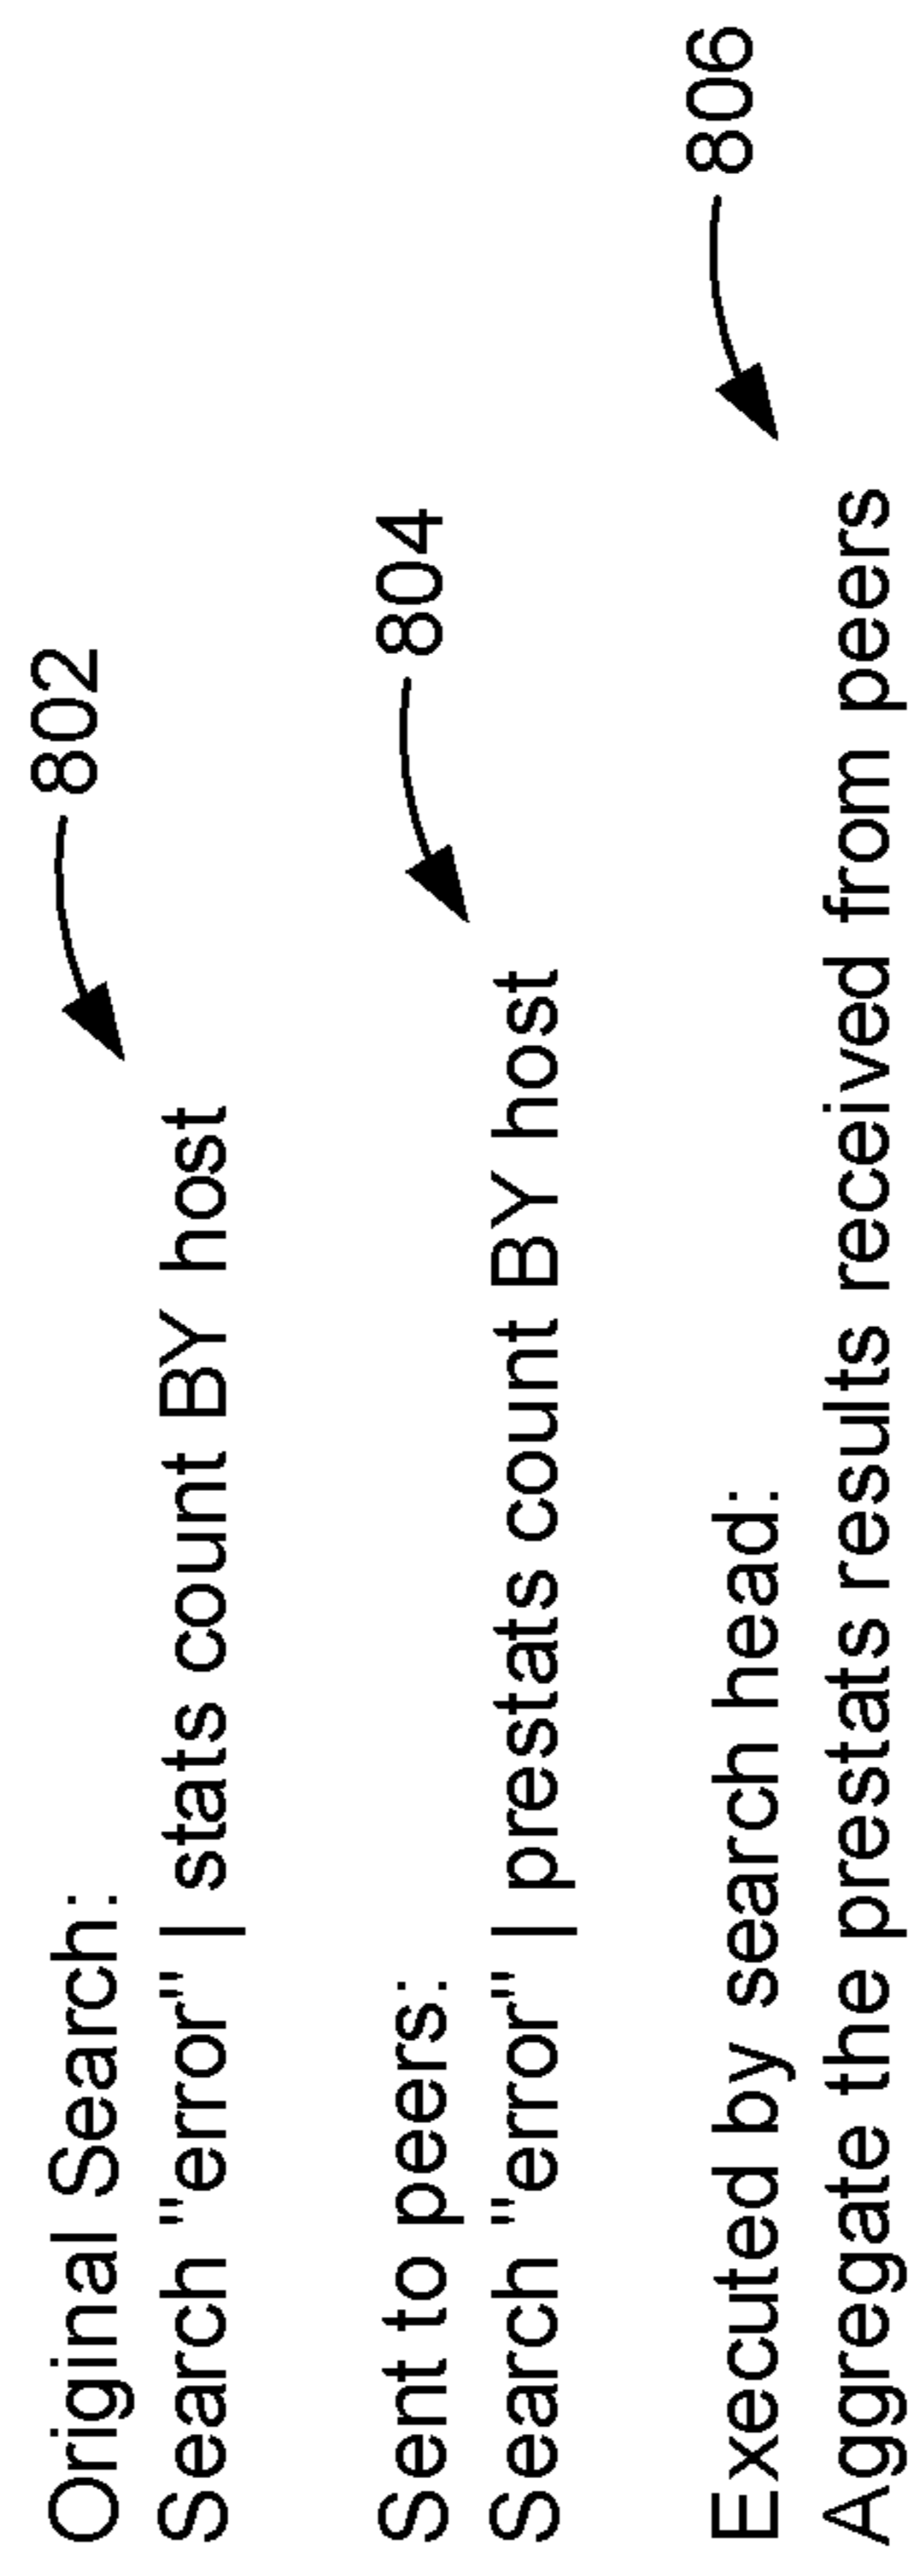 Original Search: 802
Search "error" | stats count BY host
Sent to peers: 804
Search "error" | prestats count BY host
Executed by search head: 806
Aggregate the prestats results received from peers